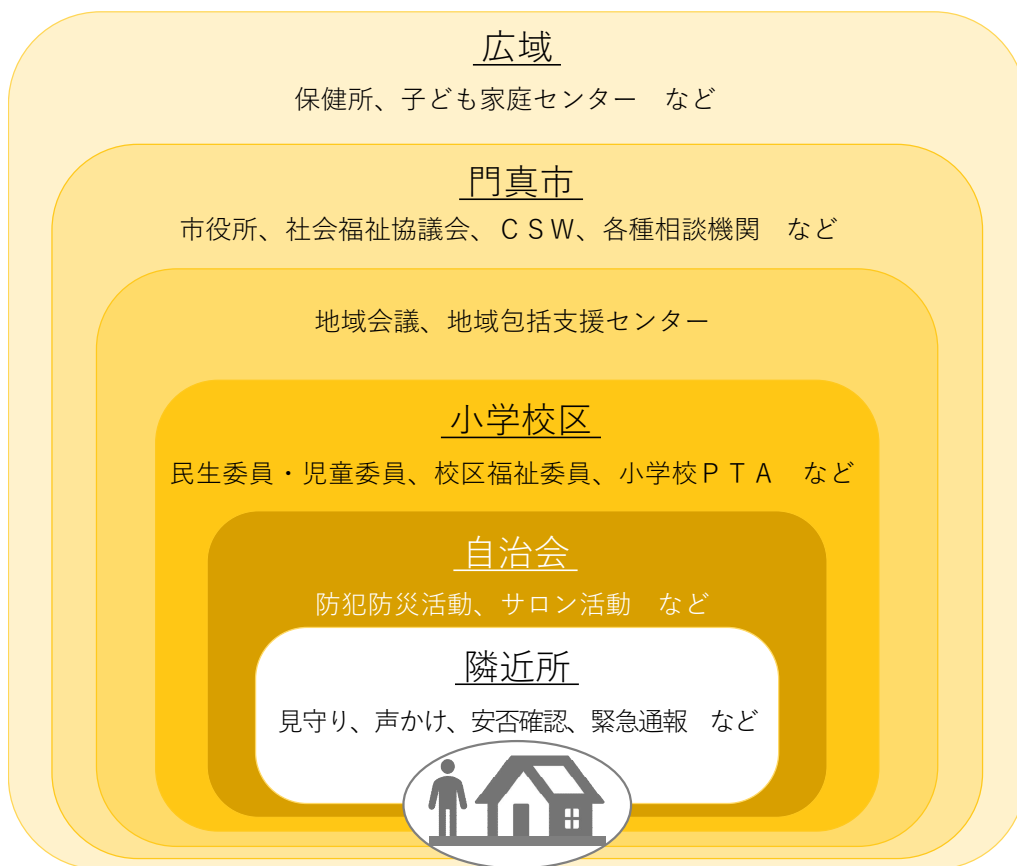 広域
保健所、子ども家庭センター　など
門真市
市役所、社会福祉協議会、ＣＳＷ、各種相談機関　など
地域会議、地域包括支援センター
小学校区
民生委員・児童委員、校区福祉委員、小学校ＰＴＡ　など
自治会
防犯防災活動、サロン活動　など
隣近所
見守り、声かけ、安否確認、緊急通報　など